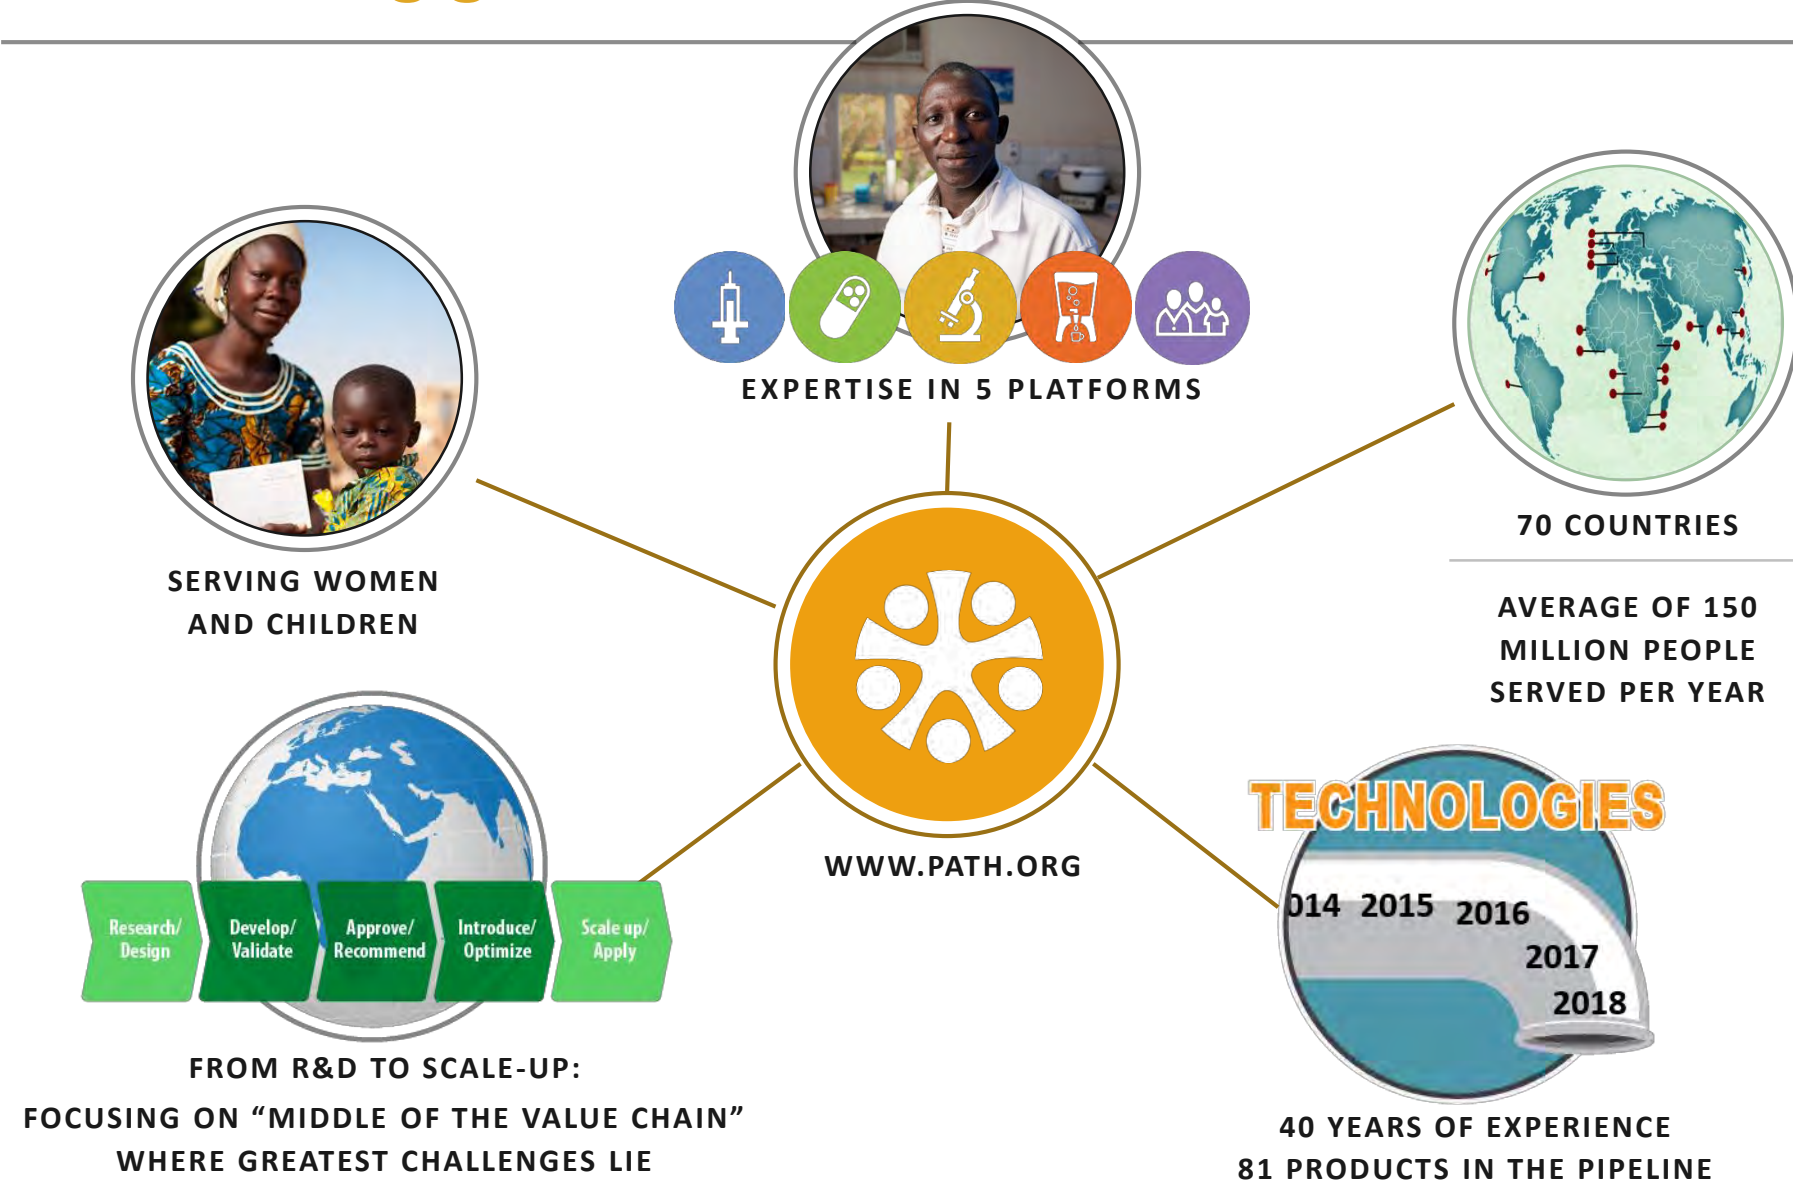 EXPERTISE IN 5 PLATFORMS
SERVING WOMEN
AND CHILDREN
70 COUNTRIES
AVERAGE OF 150
MILLION PEOPLE
SERVED PER YEAR
WWW.PATH.ORG
Research/
Design
Develop/
Validate
Approve/
Recommend
Introduce/
Optimize
Scale up/
Apply
FROM R&D TO SCALE-UP:
FOCUSING ON “MIDDLE OF THE VALUE CHAIN”
WHERE GREATEST CHALLENGES LIE
TECHNOLOGIES
014 2015 2016
2017
2018
40 YEARS OF EXPERIENCE
81 PRODUCTS IN THE PIPELINE